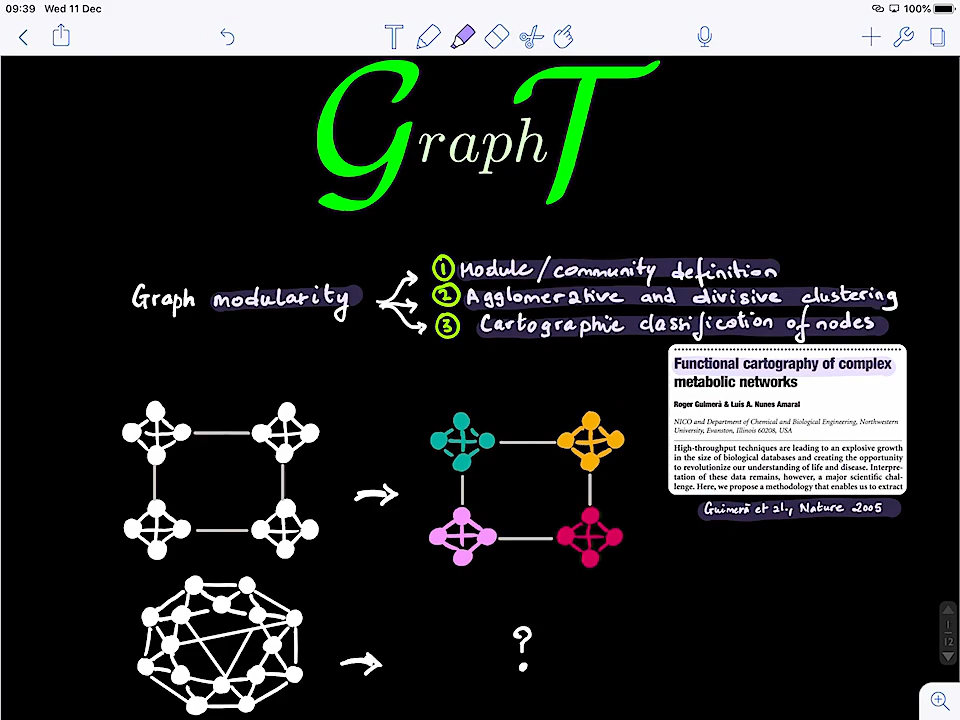 09:39 Wed 11 Dec
100%
T
GraphT
Graph modularity
1 Module/community definition
2 Agglomerative and divisive clustering
3 Cartographic classification of nodes
Functional cartography of complex
metabolic networks
Roger Guimerà & Luís A. Nunes Amaral
NICO and Department of Chemical and Biological Engineering, Northwestern
University, Evanston, Illinois 60208, USA
High-throughput techniques are leading to an explosive growth
in the size of biological databases and creating the opportunity
to revolutionize our understanding of life and disease. Interpre-
tation of these data remains, however, a major scientific chal-
lenge. Here, we propose a methodology that enables us to extract
Guimerà et al., Nature 2005
?
1
12